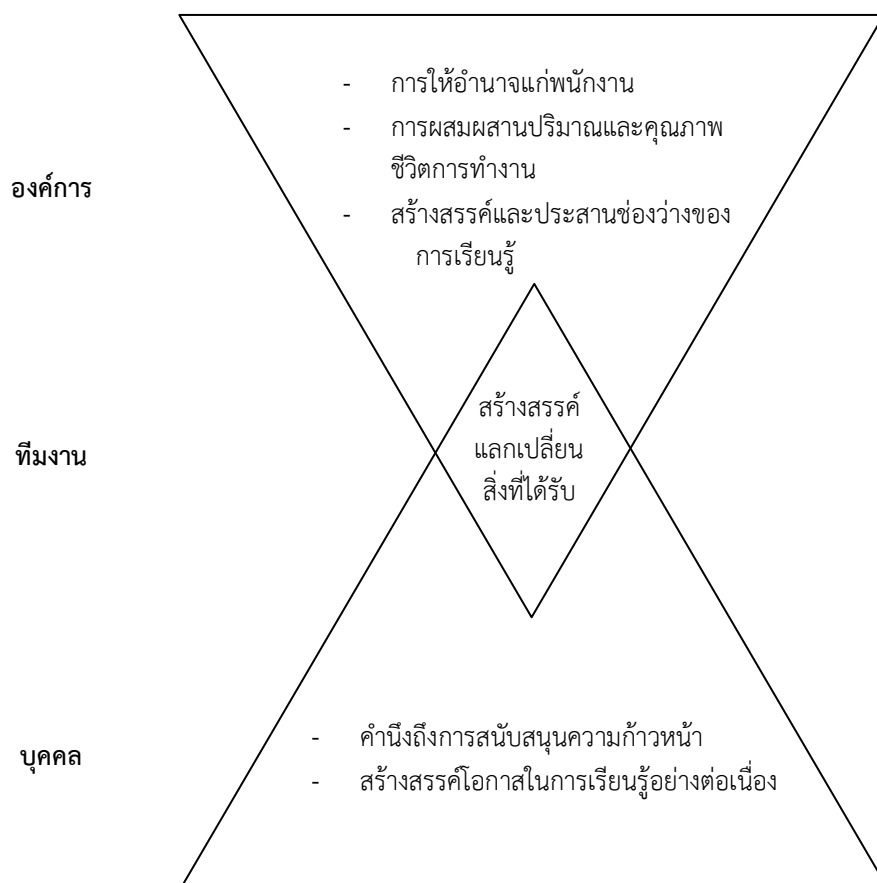 - การให้อำนาจแก่พนักงาน
- การผสมผสานปริมาณและคุณภาพ
ชีวิตการทำงาน
องค์การ
- สร้างสรรค์และประสานช่องว่างของ
การเรียนรู้
สร้างสรรค์
แลกเปลี่ยน
สิ่งที่ได้รับ
ทีมงาน
- คำนึงถึงการสนับสนุนความก้าวหน้า
- สร้างสรรค์โอกาสในการเรียนรู้อย่างต่อเนื่อง
บุคคล